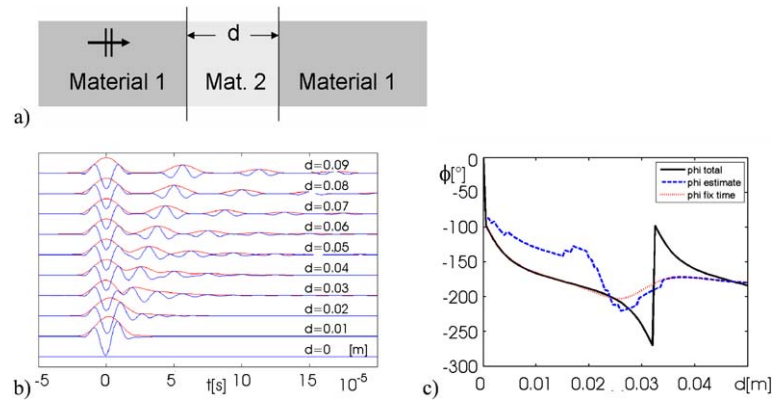 d
Material 1
Mat. 2
Material 1
a)
d=0.09
d=0.08
d=0.07
d=0.06
d=0.05
d=0.04
d=0.03
d=0.02
d=0.01
d=0 [m]
-5 0 5 10 15 10⁻⁵ 20
t[s]
b)
0
ϕ[°]
-50
-100
-150
-200
-250
-300
phi total
phi estimate
phi fix time
0 0.01 0.02 0.03 0.04 d[m]
c)